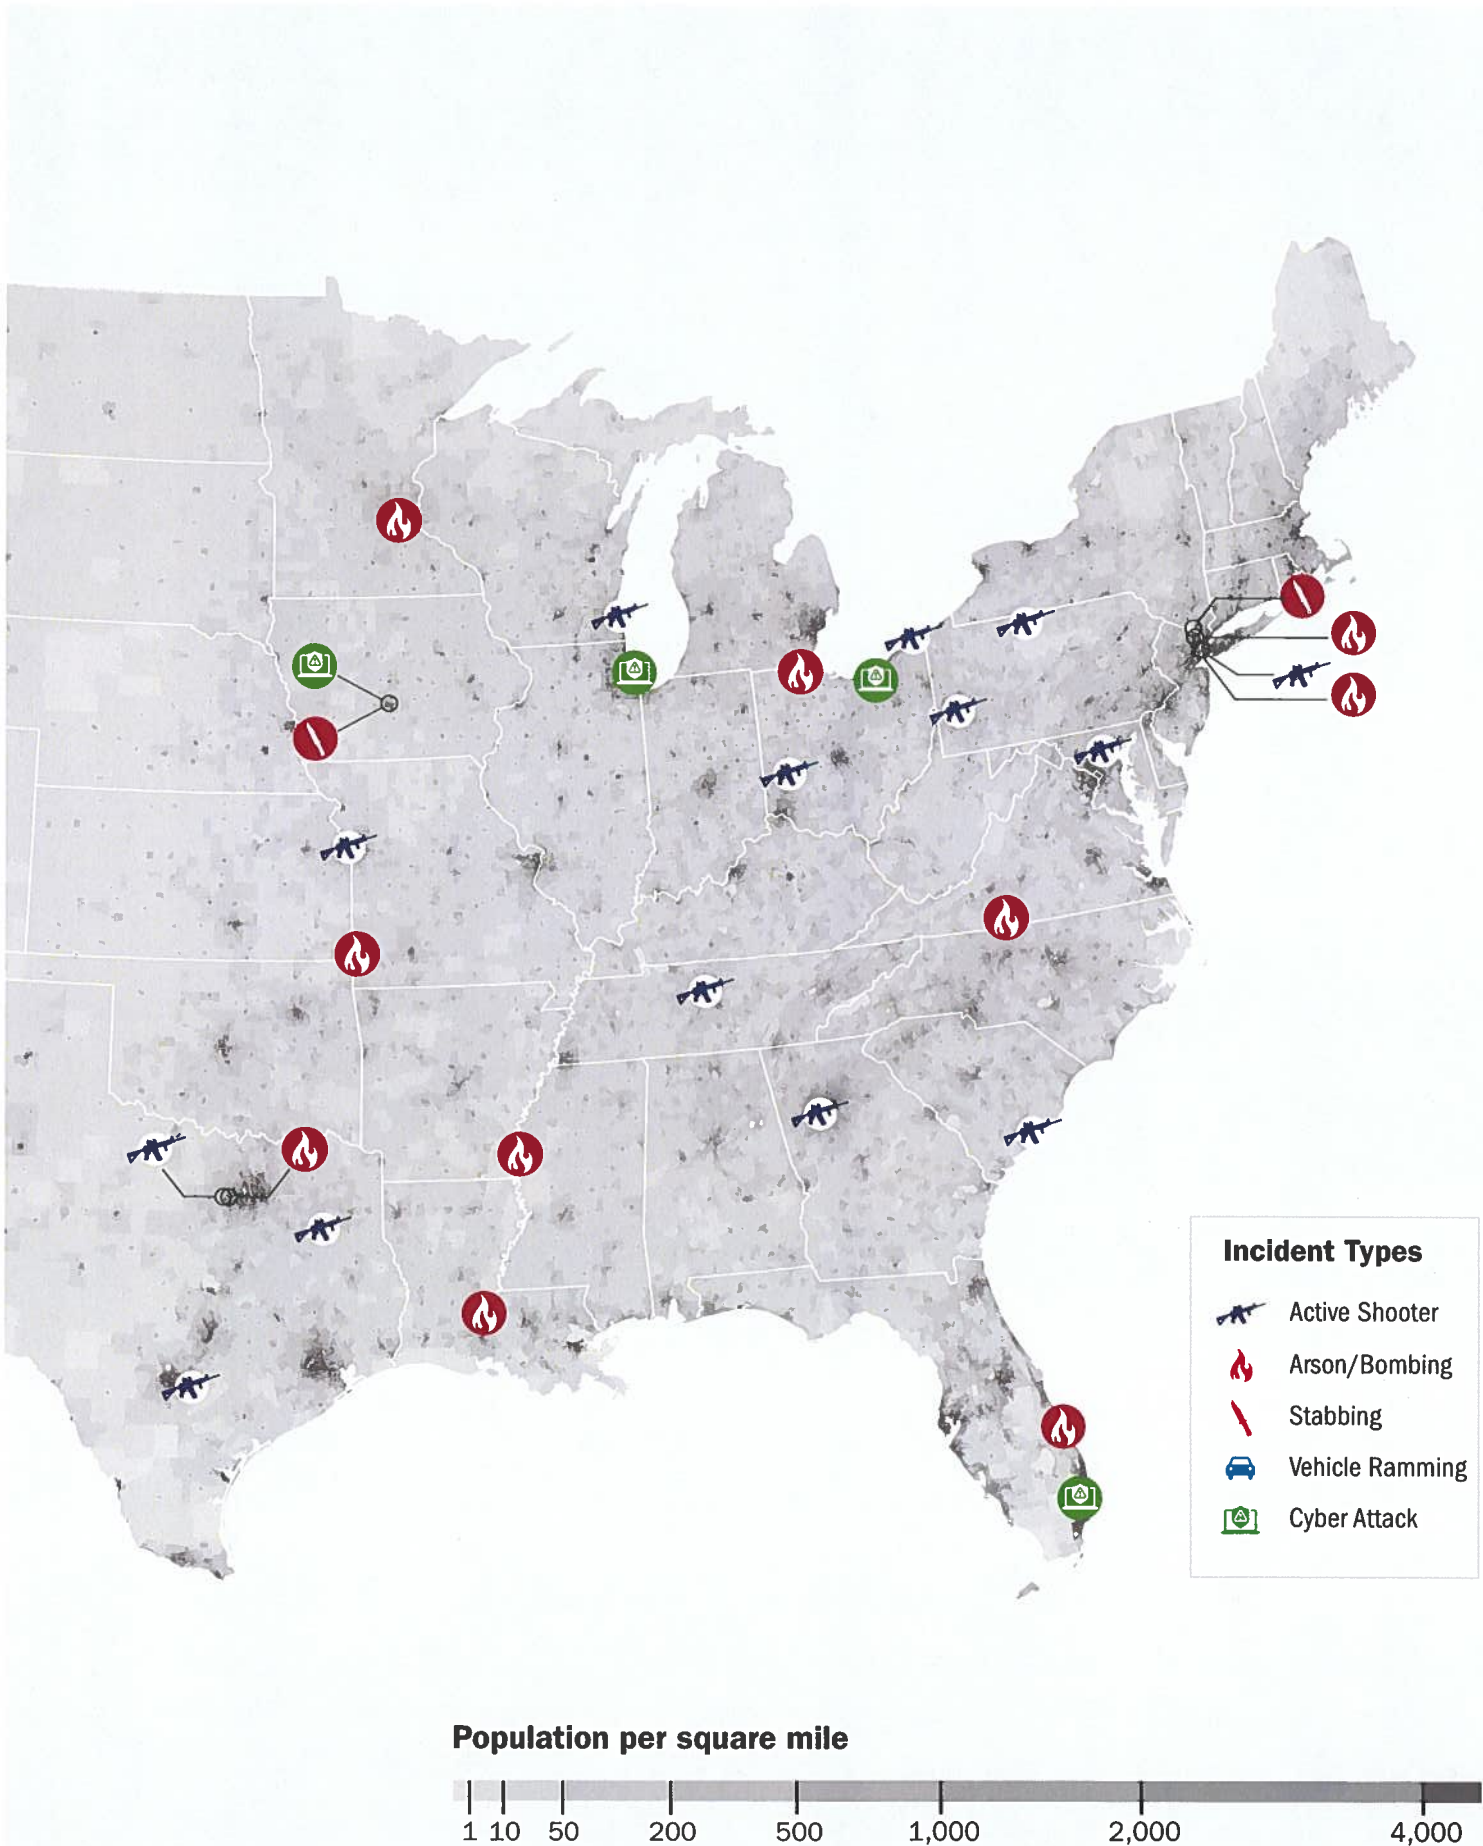 Incident Types
Active Shooter
Arson/Bombing
Stabbing
Vehicle Ramming
Cyber Attack
Population per square mile
1 10 50 200 500 1,000 2,000 4,000